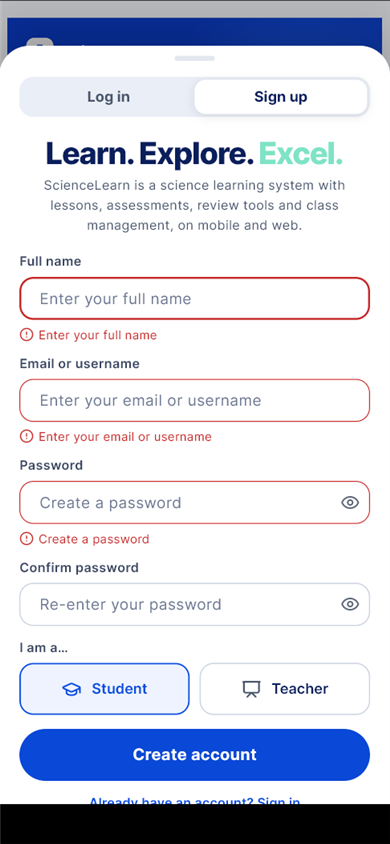 Log in
Sign up
Learn. Explore. Excel.
ScienceLearn is a science learning system with
lessons, assessments, review tools and class
management, on mobile and web.
Full name
Enter your full name
Enter your full name
Email or username
Enter your email or username
Enter your email or username
Password
Create a password
Create a password
Confirm password
Re-enter your password
I am a...
Student
Teacher
Create account
Already have an account? Sign in